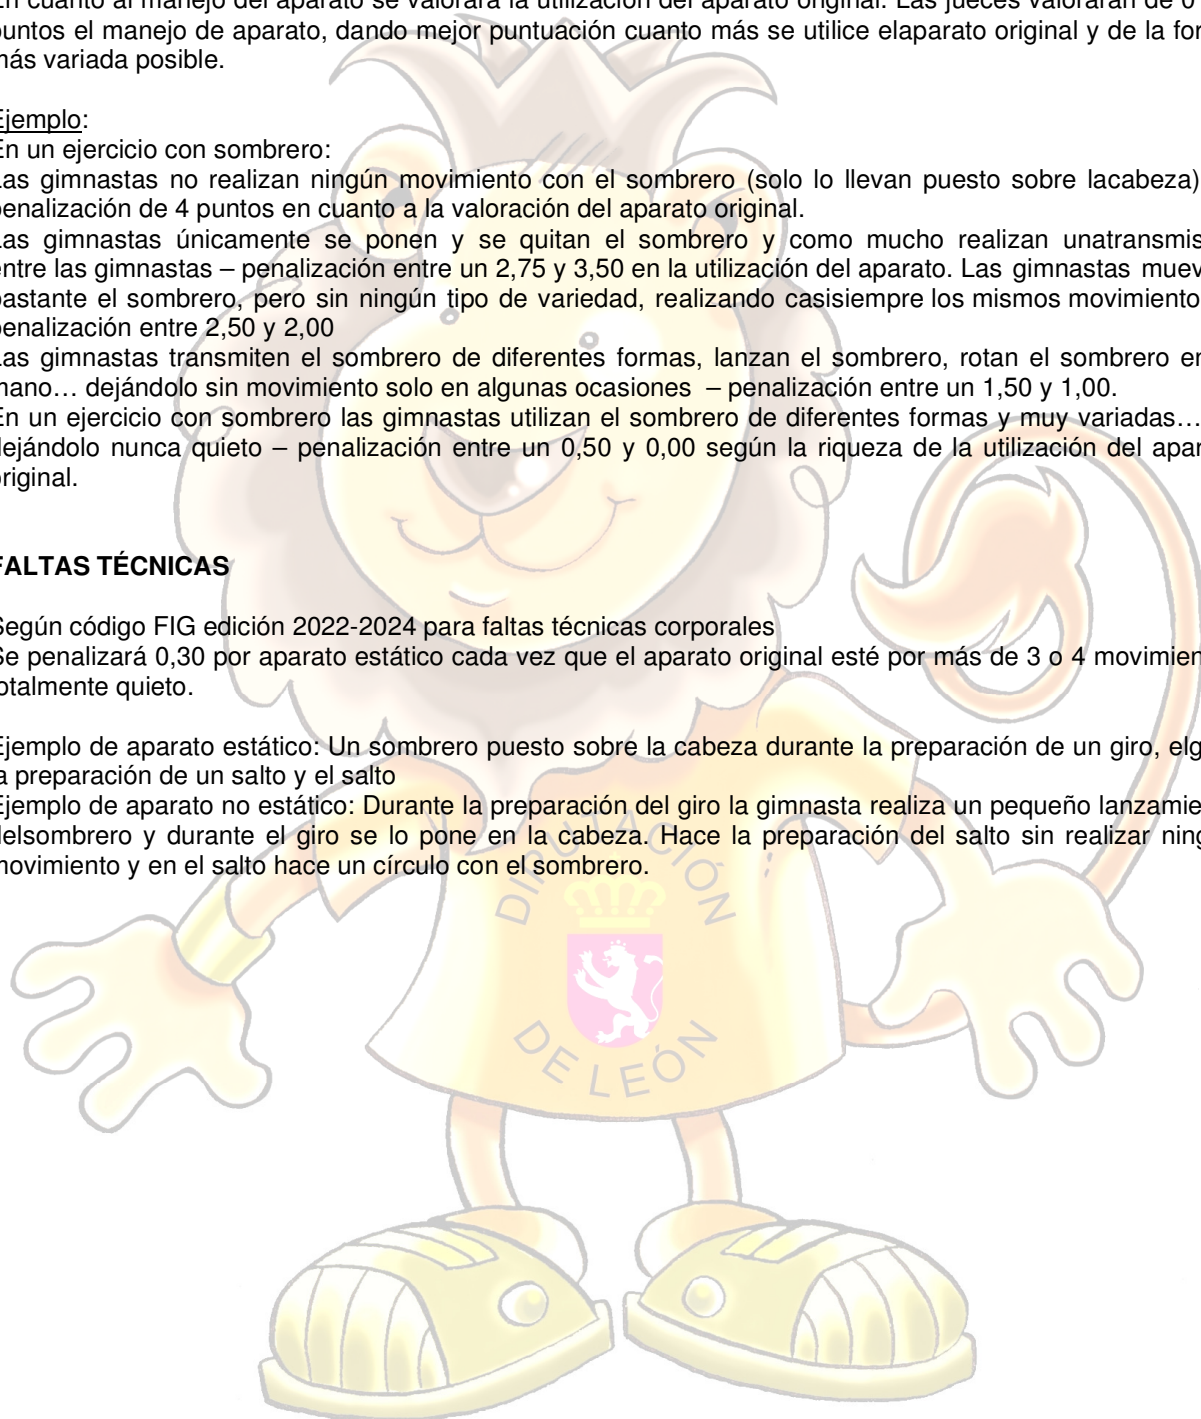 En cuanto al manejo del aparato se valorará la utilización del aparato original. Las jueces valorarán de 0
puntos el manejo de aparato, dando mejor puntuación cuanto más se utilice elaparato original y de la for
más variada posible.
Ejemplo:
En un ejercicio con sombrero:
Las gimnastas no realizan ningún movimiento con el sombrero (solo lo llevan puesto sobre lacabeza)
penalización de 4 puntos en cuanto a la valoración del aparato original.
Las gimnastas únicamente se ponen y se quitan el sombrero y como mucho realizan unatransmis
entre las gimnastas – penalización entre un 2,75 y 3,50 en la utilización del aparato. Las gimnastas muev
bastante el sombrero, pero sin ningún tipo de variedad, realizando casisiempre los mismos movimiento
penalización entre 2,50 y 2,00
Las gimnastas transmiten el sombrero de diferentes formas, lanzan el sombrero, rotan el sombrero en
mano… dejándolo sin movimiento solo en algunas ocasiones – penalización entre un 1,50 y 1,00.
En un ejercicio con sombrero las gimnastas utilizan el sombrero de diferentes formas y muy variadas…
dejándolo nunca quieto – penalización entre un 0,50 y 0,00 según la riqueza de la utilización del apar
original.
FALTAS TÉCNICAS
Según código FIG edición 2022-2024 para faltas técnicas corporales
Se penalizará 0,30 por aparato estático cada vez que el aparato original esté por más de 3 o 4 movimien
totalmente quieto.
Ejemplo de aparato estático: Un sombrero puesto sobre la cabeza durante la preparación de un giro, elg
la preparación de un salto y el salto
Ejemplo de aparato no estático: Durante la preparación del giro la gimnasta realiza un pequeño lanzamie
delsombrero y durante el giro se lo pone en la cabeza. Hace la preparación del salto sin realizar ning
movimiento y en el salto hace un círculo con el sombrero.
DIPUTACIÓN
DE LEÓN